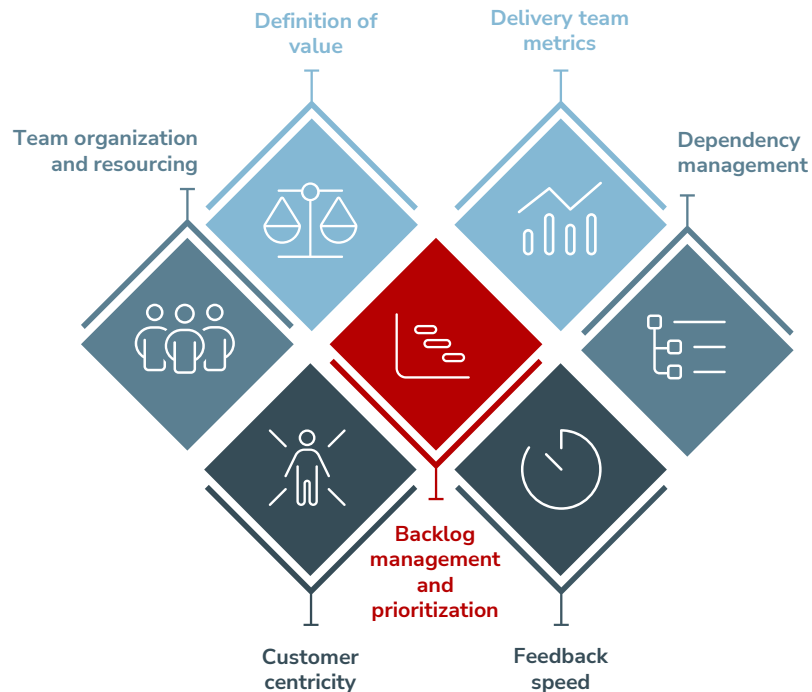 Definition of
value
Delivery team
metrics
Team organization
and resourcing
Dependency
management
Backlog
management
and
prioritization
Customer
centricity
Feedback
speed